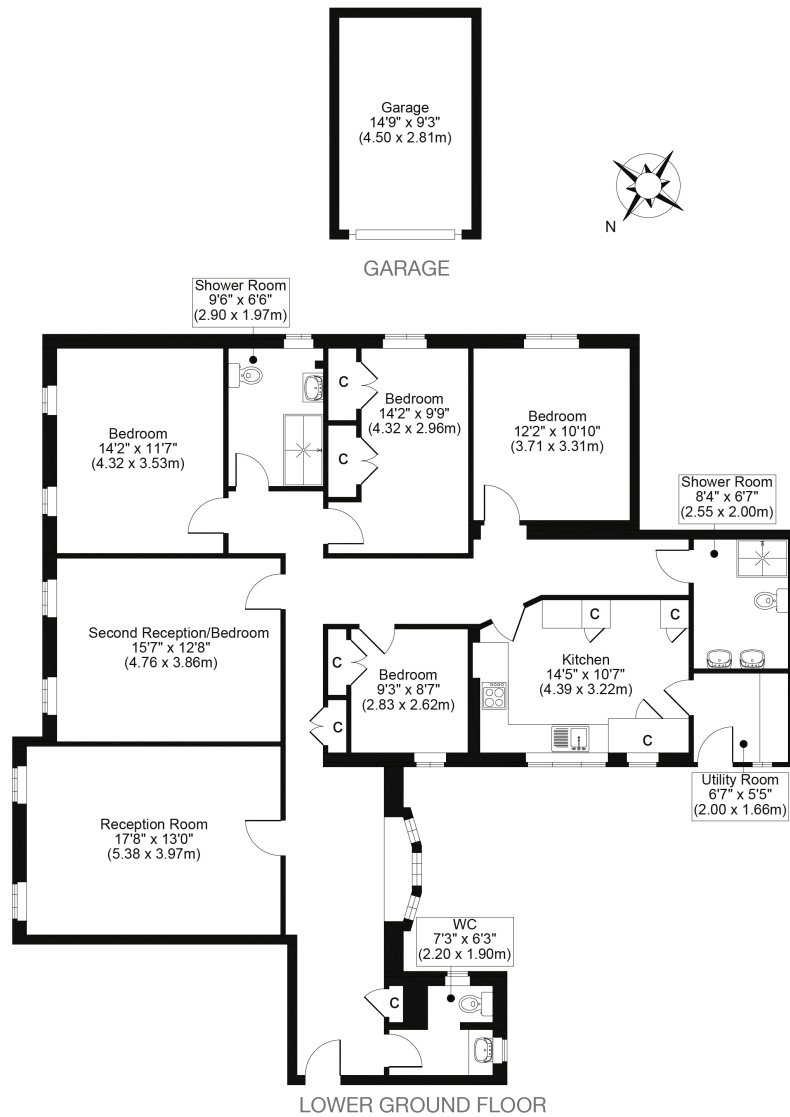 Garage
14'9" x 9'3"
(4.50 x 2.81m)
N
GARAGE
Shower Room
9'6" x 6'6"
(2.90 x 1.97m)
Bedroom
14'2" x 11'7"
(4.32 x 3.53m)
C
C
Bedroom
14'2" x 9'9"
(4.32 x 2.96m)
Bedroom
12'2" x 10'10"
(3.71 x 3.31m)
Shower Room
8'4" x 6'7"
(2.55 x 2.00m)
Second Reception/Bedroom
15'7" x 12'8"
(4.76 x 3.86m)
C
C
Bedroom
9'3" x 8'7"
(2.83 x 2.62m)
C
C
Kitchen
14'5" x 10'7"
(4.39 x 3.22m)
C
Utility Room
6'7" x 5'5"
(2.00 x 1.66m)
Reception Room
17'8" x 13'0"
(5.38 x 3.97m)
WC
7'3" x 6'3"
(2.20 x 1.90m)
C
LOWER GROUND FLOOR